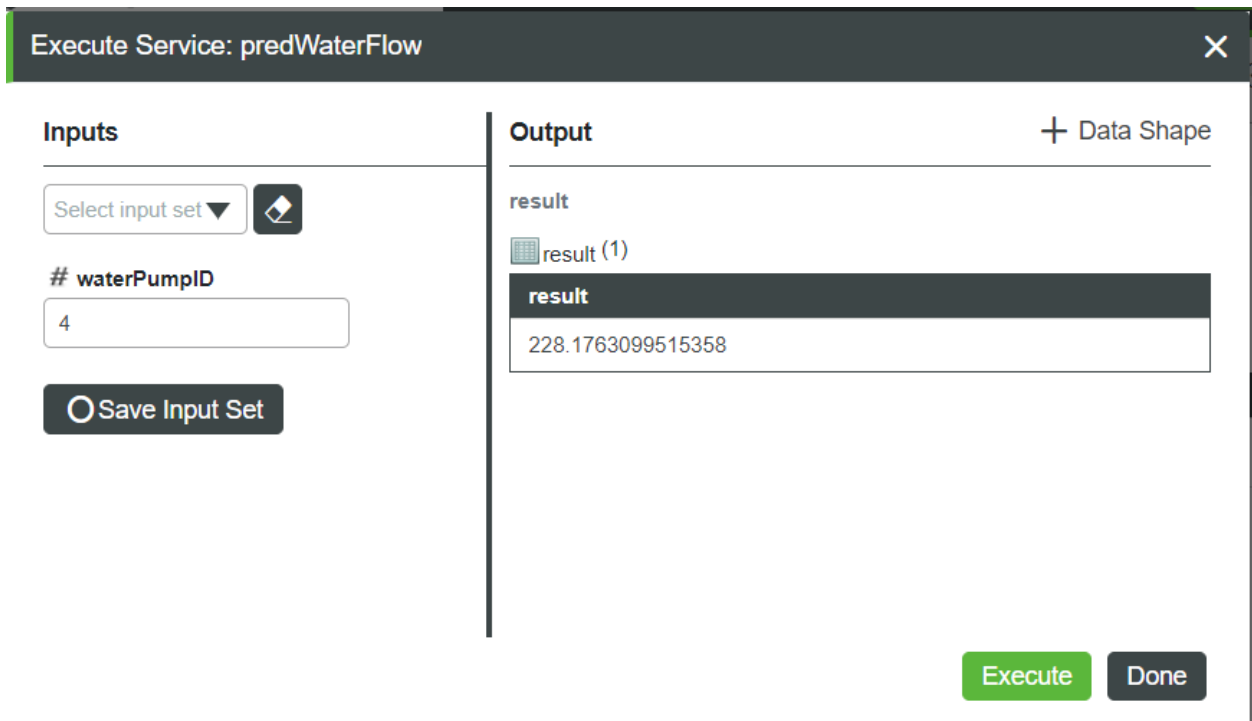 Execute Service: predWaterFlow
Inputs
Select input set
# waterPumpID
4
Save Input Set
Output
+ Data Shape
result
result (1)
result
228.1763099515358
Execute
Done